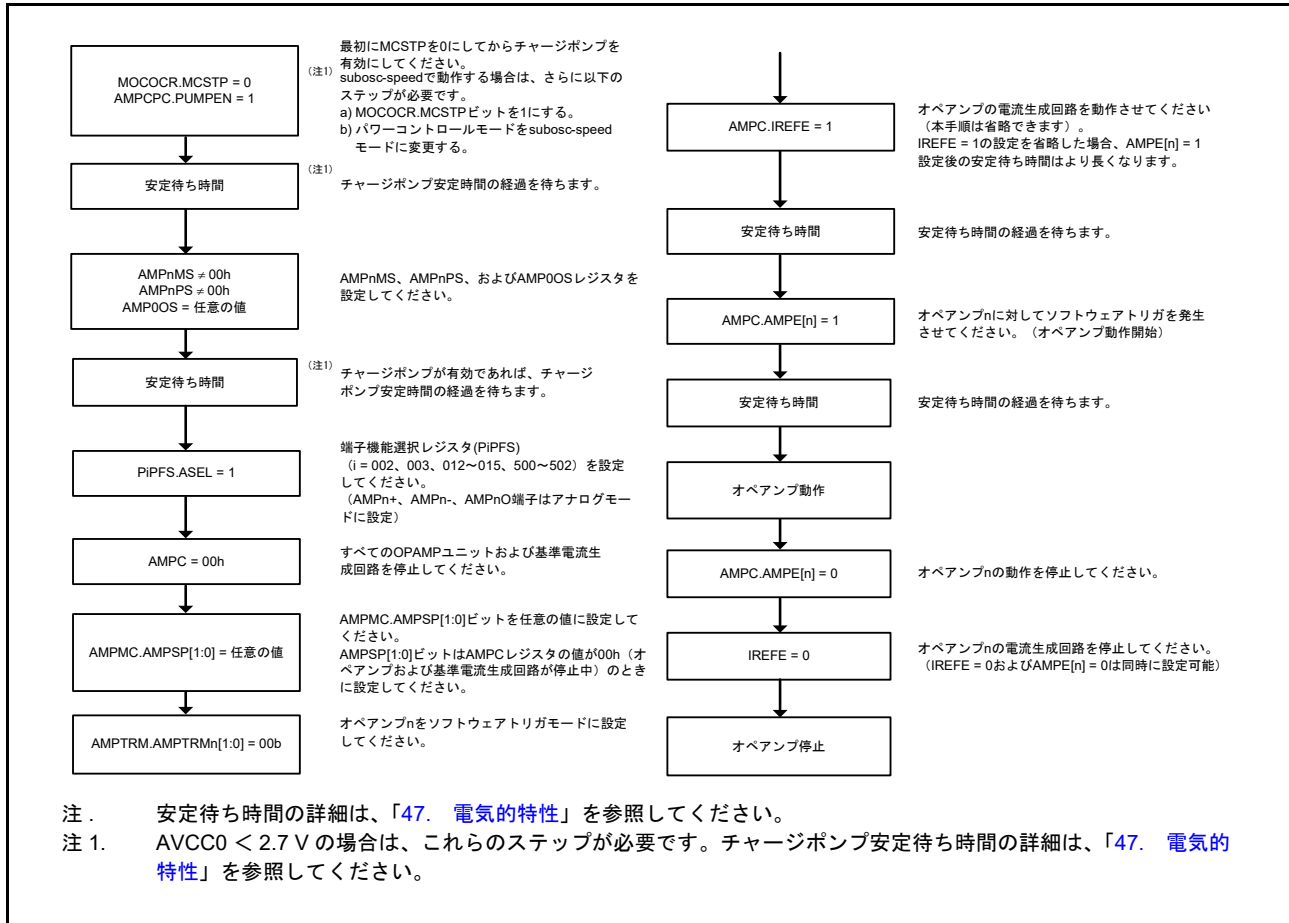 MOCOCR.MCSTP = 0
AMPCPC.PUMPEN = 1
(注1)
最初にMCSTPを0にしてからチャージポンプを
有効にしてください。
subosc-speedで動作する場合は、さらに以下の
ステップが必要です。
a) MOCOCR.MCSTPビットを1にする。
b) パワーコントロールモードをsubosc-speed
モードに変更する。
安定待ち時間
(注1)
チャージポンプ安定時間の経過を待ちます。
AMPnMS ≠ 00h
AMPnPS ≠ 00h
AMP0OS = 任意の値
AMPnMS、AMPnPS、およびAMP0OSレジスタを
設定してください。
安定待ち時間
(注1)
チャージポンプが有効であれば、チャージ
ポンプ安定時間の経過を待ちます。
PiPFS.ASEL = 1
端子機能選択レジスタ(PiPFS)
（i = 002、003、012～015、500～502）を設定
してください。
（AMPn+、AMPn-、AMPnO端子はアナログモー
ドに設定）
AMPC = 00h
すべてのOPAMPユニットおよび基準電流生
成回路を停止してください。
AMPMC.AMPSP[1:0] = 任意の値
AMPMC.AMPSP[1:0]ビットを任意の値に設定して
ください。
AMPSP[1:0]ビットはAMPCレジスタの値が00h（オ
ペアンプおよび基準電流生成回路が停止中）のとき
に設定してください。
AMPTRM.AMPTRMn[1:0] = 00b
オペアンプnをソフトウェアトリガモードに設定
してください。
AMPC.IREFE = 1
オペアンプの電流生成回路を動作させてください
（本手順は省略できます）。
IREFE = 1の設定を省略した場合、AMPE[n] = 1
設定後の安定待ち時間はより長くなります。
安定待ち時間
安定待ち時間の経過を待ちます。
AMPC.AMPE[n] = 1
オペアンプnに対してソフトウェアトリガを発生
させてください。（オペアンプ動作開始）
安定待ち時間
安定待ち時間の経過を待ちます。
オペアンプ動作
AMPC.AMPE[n] = 0
オペアンプnの動作を停止してください。
IREFE = 0
オペアンプnの電流生成回路を停止してください。
（IREFE = 0およびAMPE[n] = 0は同時に設定可能）
オペアンプ停止
注 . 安定待ち時間の詳細は、「47. 電気的特性」を参照してください。
注 1. AVCC0 ＜ 2.7 V の場合は、これらのステップが必要です。チャージポンプ安定待ち時間の詳細は、「47. 電気的
特性」を参照してください。